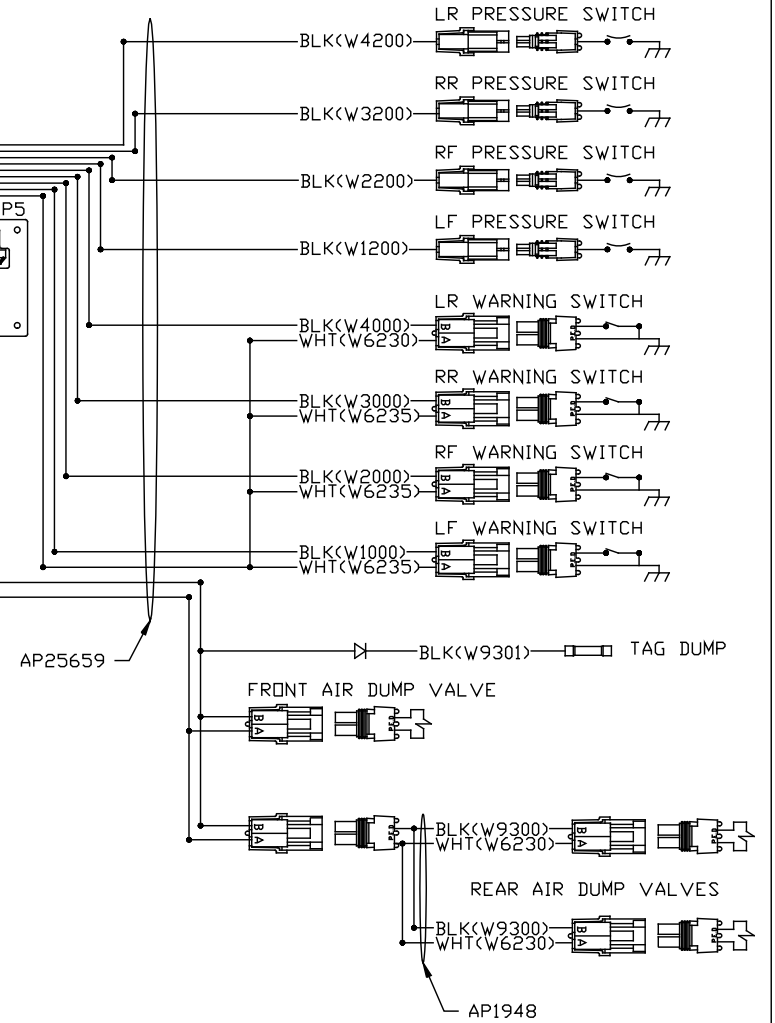 LR PRESSURE SWITCH
BLK(W4200)
RR PRESSURE SWITCH
BLK(W3200)
RF PRESSURE SWITCH
BLK(W2200)
P5
LF PRESSURE SWITCH
BLK(W1200)
LR WARNING SWITCH
BLK(W4000)
B
WHT(W6230)
A
RR WARNING SWITCH
BLK(W3000)
B
WHT(W6235)
A
RF WARNING SWITCH
BLK(W2000)
B
WHT(W6235)
A
LF WARNING SWITCH
BLK(W1000)
B
WHT(W6235)
A
AP25659
BLK(W9301)
TAG DUMP
FRONT AIR DUMP VALVE
B
A
B
A
BLK(W9300)
B
WHT(W6230)
A
REAR AIR DUMP VALVES
BLK(W9300)
B
WHT(W6230)
A
AP1948